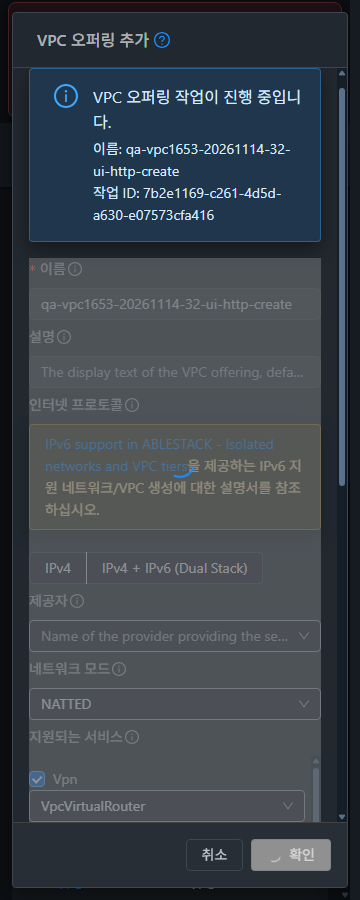 VPC 오퍼링 추가
VPC 오퍼링 작업이 진행 중입니
다.
이름: qa-vpc1653-20261114-32-
ui-http-create
작업 ID: 7b2e1169-c261-4d5d-
a630-e07573cfa416
* 이름
qa-vpc1653-20261114-32-ui-http-create
설명
The display text of the VPC offering, defa...
인터넷 프로토콜
IPv6 support in ABLESTACK - Isolated
networks and VPC tiers을 제공하는 IPv6 지
원 네트워크/VPC 생성에 대한 설명서를 참조
하십시오.
IPv4
IPv4 + IPv6 (Dual Stack)
제공자
Name of the provider providing the se...
네트워크 모드
NATTED
지원되는 서비스
Vpn
VpcVirtualRouter
취소
확인